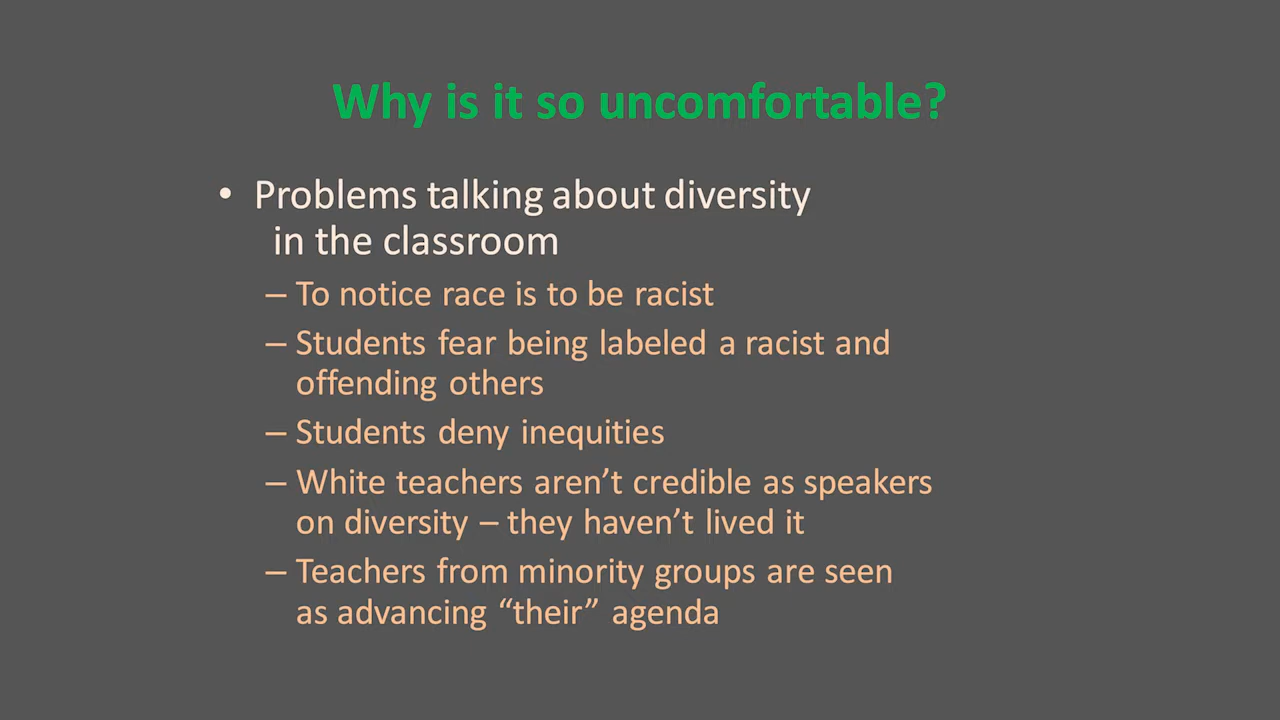 Why is it so uncomfortable?
• Problems talking about diversity
in the classroom
– To notice race is to be racist
– Students fear being labeled a racist and
offending others
– Students deny inequities
– White teachers aren’t credible as speakers
on diversity – they haven’t lived it
– Teachers from minority groups are seen
as advancing “their” agenda